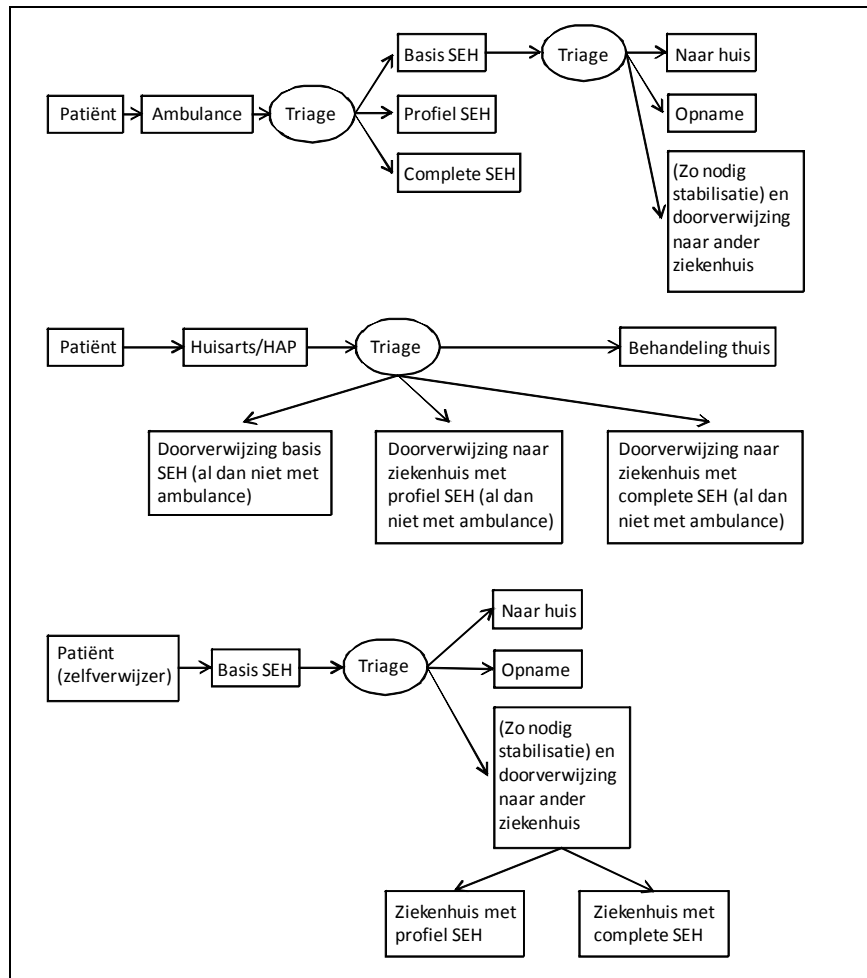 Basis SEH
Triage
Naar huis
Patiënt
Ambulance
Triage
Profiel SEH
Opname
Complete SEH
(Zo nodig
stabilisatie) en
doorverwijzing
naar ander
ziekenhuis
Patiënt
Huisarts/HAP
Triage
Behandeling thuis
Doorverwijzing basis
SEH (al dan niet met
ambulance)
Doorverwijzing naar
ziekenhuis met
profiel SEH (al dan
niet met ambulance)
Doorverwijzing naar
ziekenhuis met
complete SEH (al dan
niet met ambulance)
Patiënt
(zelfverwijzer)
Basis SEH
Triage
Naar huis
Opname
(Zo nodig
stabilisatie) en
doorverwijzing
naar ander
ziekenhuis
Ziekenhuis met
profiel SEH
Ziekenhuis met
complete SEH